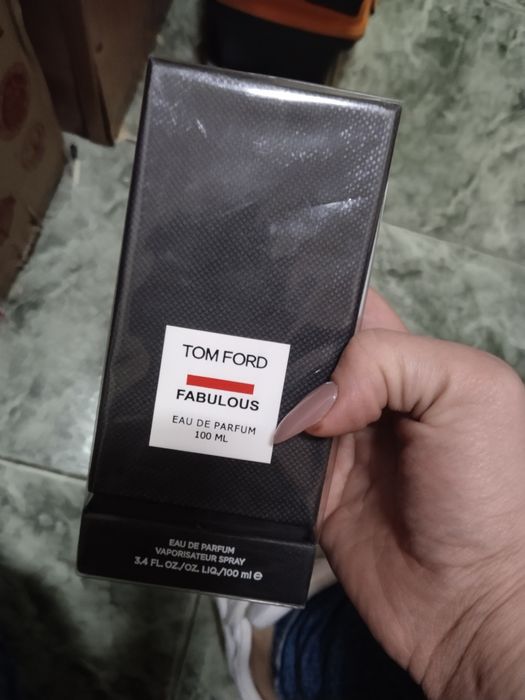 TOM FORD
FABULOUS
EAU DE PARFUM
100 ML
EAU DE PARFUM
VAPORISATEUR SPRAY
3.4 FL. OZ./OZ. LIQ./100 ml ℮